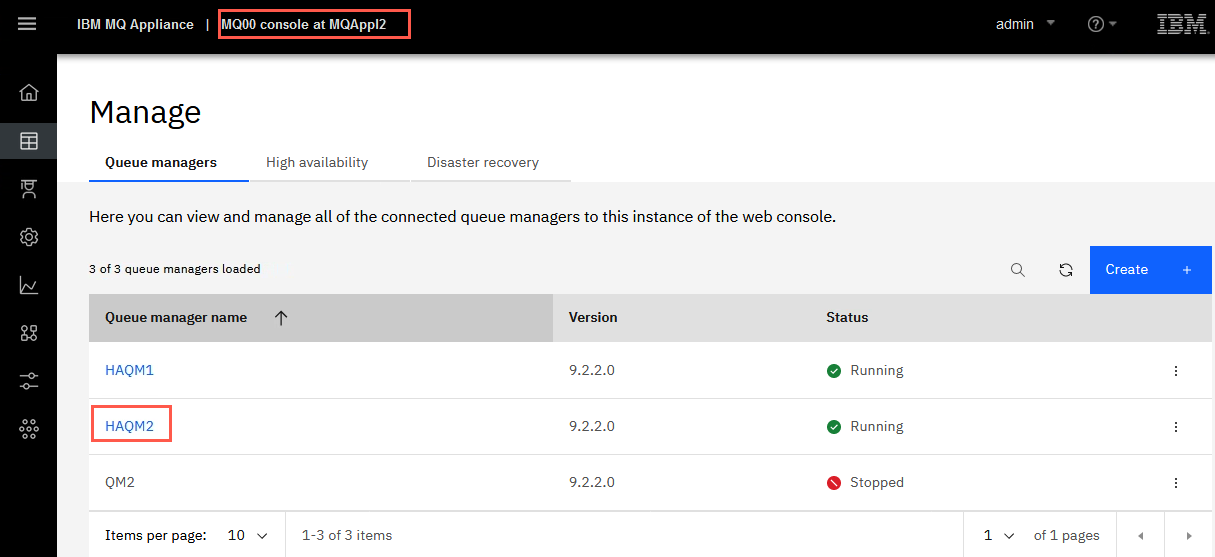 IBM MQ Appliance | MQ00 console at MQAppl2 admin ? IBM
Manage
Queue managers High availability Disaster recovery
Here you can view and manage all of the connected queue managers to this instance of the web console.
3 of 3 queue managers loaded
Create +
Queue manager name Version Status
HAQM1 9.2.2.0 Running
HAQM2 9.2.2.0 Running
QM2 9.2.2.0 Stopped
Items per page: 10 1-3 of 3 items 1 of 1 pages